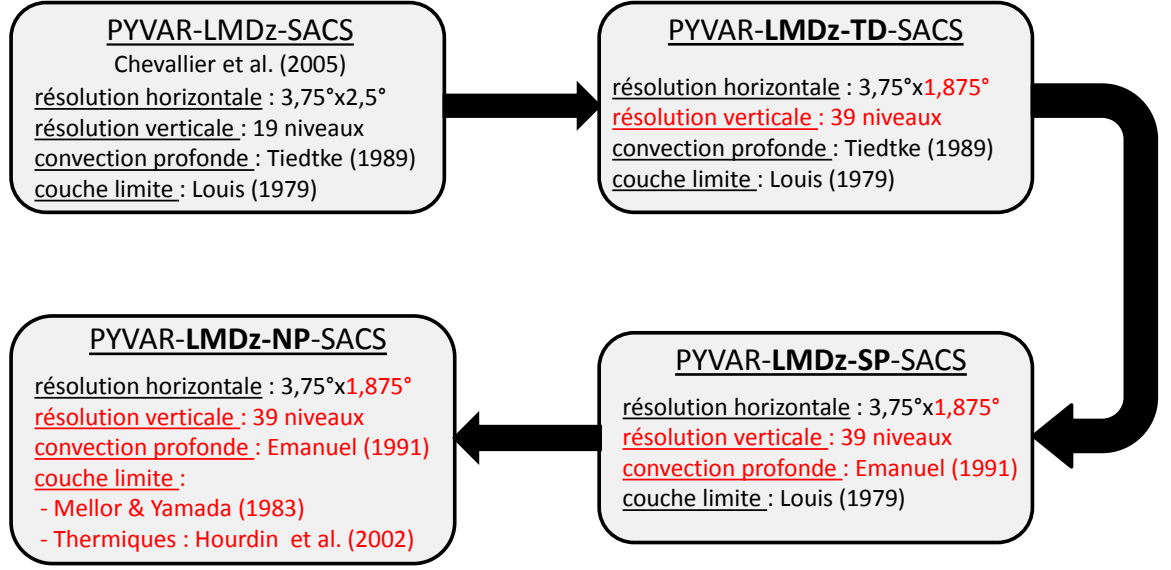 PYVAR-LMDz-SACS
Chevallier et al. (2005)
résolution horizontale : 3,75°x2,5°
résolution verticale : 19 niveaux
convection profonde : Tiedtke (1989)
couche limite : Louis (1979)
PYVAR-LMDz-TD-SACS
résolution horizontale : 3,75°x1,875°
résolution verticale : 39 niveaux
convection profonde : Tiedtke (1989)
couche limite : Louis (1979)
PYVAR-LMDz-SP-SACS
résolution horizontale : 3,75°x1,875°
résolution verticale : 39 niveaux
convection profonde : Emanuel (1991)
couche limite : Louis (1979)
PYVAR-LMDz-NP-SACS
résolution horizontale : 3,75°x1,875°
résolution verticale : 39 niveaux
convection profonde : Emanuel (1991)
couche limite :
- Mellor & Yamada (1983)
- Thermiques : Hourdin et al. (2002)